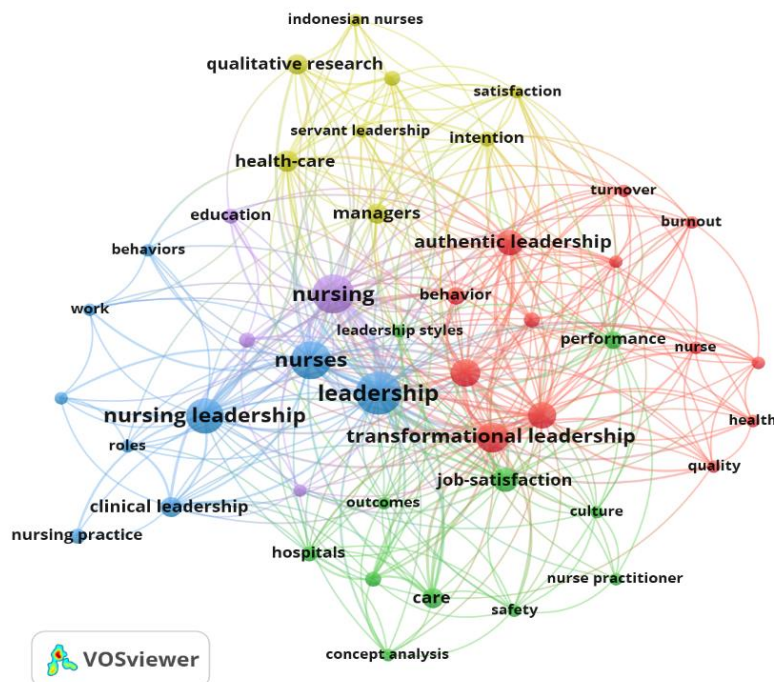 indonesian nurses
qualitative research
satisfaction
servant leadership
intention
health-care
turnover
education
managers
burnout
authentic leadership
behaviors
nursing
behavior
work
leadership styles
performance
nurses
nurse
leadership
nursing leadership
health
transformational leadership
roles
quality
job-satisfaction
outcomes
clinical leadership
culture
nursing practice
hospitals
nurse practitioner
care
safety
concept analysis
VOSviewer